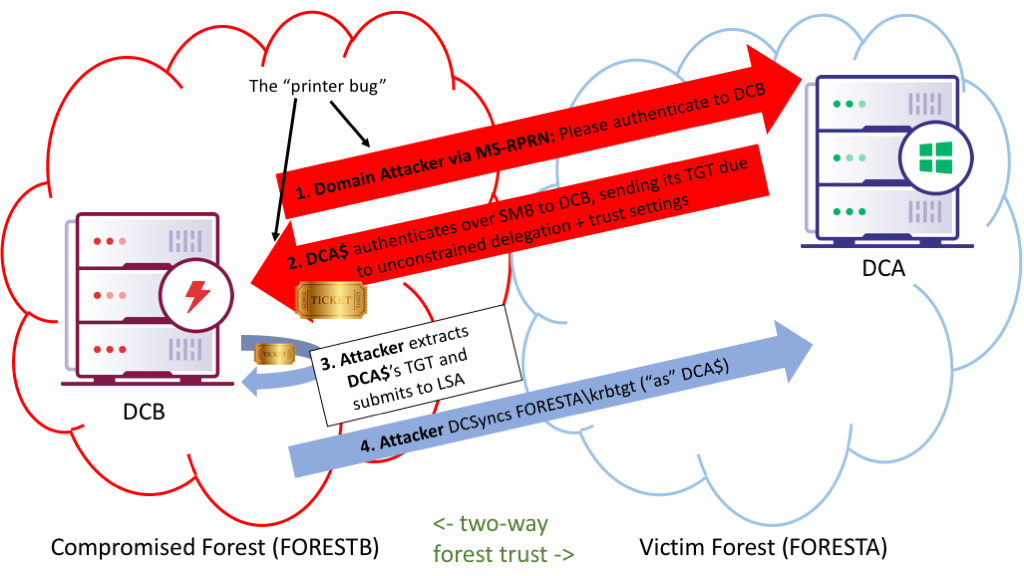 The “printer bug”
1. Domain Attacker via MS-RPRN: Please authenticate to DCB
2. DCA$ authenticates over SMB to DCB, sending its TGT due
to unconstrained delegation + trust settings
TICKET
DCA
TICKET
3. Attacker extracts
DCA$’s TGT and
submits to LSA
DCB
4. Attacker DCSyncs FORESTA\krbtgt (“as” DCA$)
<- two-way
forest trust ->
Compromised Forest (FORESTB)
Victim Forest (FORESTA)